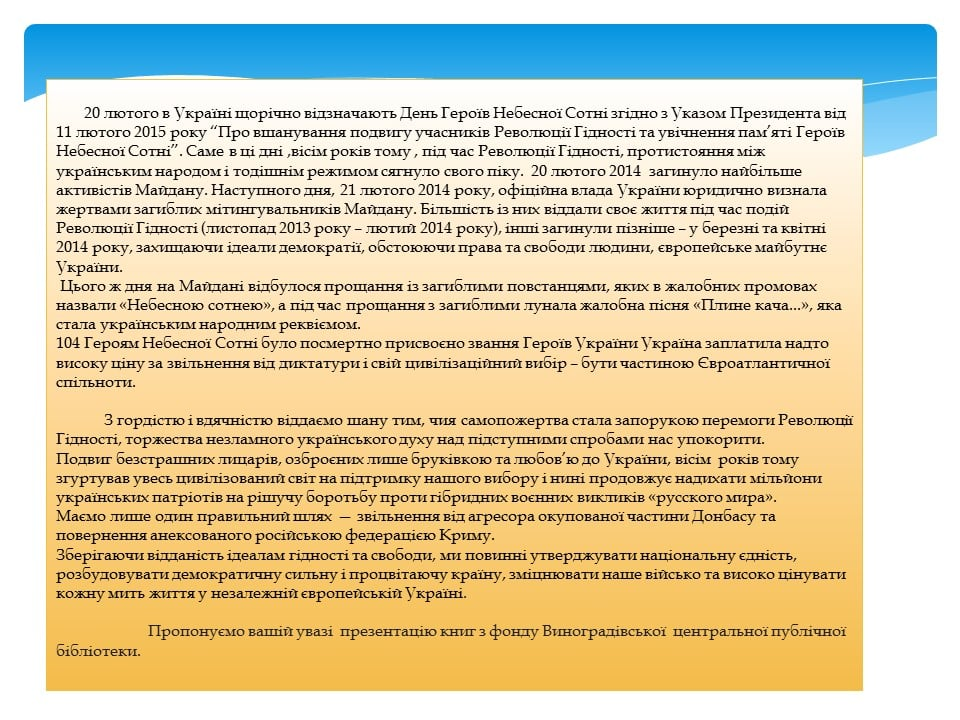 20 лютого в Україні щорічно відзначають День Героїв Небесної Сотні згідно з Указом Президента від
11 лютого 2015 року “Про вшанування подвигу учасників Революції Гідності та увічнення пам’яті Героїв
Небесної Сотні”. Саме в ці дні ,вісім років тому , під час Революції Гідності, протистояння між
українським народом і тодішнім режимом сягнуло свого піку. 20 лютого 2014 загинуло найбільше
активістів Майдану. Наступного дня, 21 лютого 2014 року, офіційна влада України юридично визнала
жертвами загиблих мітингувальників Майдану. Більшість із них віддали своє життя під час подій
Революції Гідності (листопад 2013 року – лютий 2014 року), інші загинули пізніше – у березні та квітні
2014 року, захищаючи ідеали демократії, обстоюючи права та свободи людини, європейське майбутнє
України.
Цього ж дня на Майдані відбулося прощання із загиблими повстанцями, яких в жалобних промовах
назвали «Небесною сотнею», а під час прощання з загиблими лунала жалобна пісня «Плине кача...», яка
стала українським народним реквіємом.
104 Героям Небесної Сотні було посмертно присвоєно звання Героїв України Україна заплатила надто
високу ціну за звільнення від диктатури і свій цивілізаційний вибір – бути частиною Євроатлантичної
спільноти.
З гордістю і вдячністю віддаємо шану тим, чия самопожертва стала запорукою перемоги Революції
Гідності, торжества незламного українського духу над підступними спробами нас упокорити.
Подвиг безстрашних лицарів, озброєних лише бруківкою та любов’ю до України, вісім років тому
згуртував увесь цивілізований світ на підтримку нашого вибору і нині продовжує надихати мільйони
українських патріотів на рішучу боротьбу проти гібридних воєнних викликів «русского мира».
Маємо лише один правильний шлях — звільнення від агресора окупованої частини Донбасу та
повернення анексованого російською федерацією Криму.
Зберігаючи відданість ідеалам гідності та свободи, ми повинні утверджувати національну єдність,
розбудовувати демократичну сильну і процвітаючу країну, зміцнювати наше військо та високо цінувати
кожну мить життя у незалежній європейській Україні.
Пропонуємо вашій увазі презентацію книг з фонду Виноградівської центральної публічної
бібліотеки.